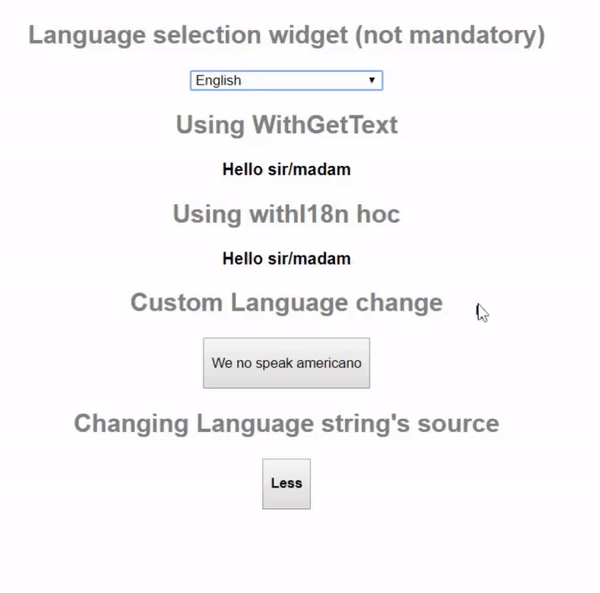 Language selection widget (not mandatory)
English
Using WithGetText
Hello sir/madam
Using withI18n hoc
Hello sir/madam
Custom Language change
We no speak americano
Changing Language string's source
Less